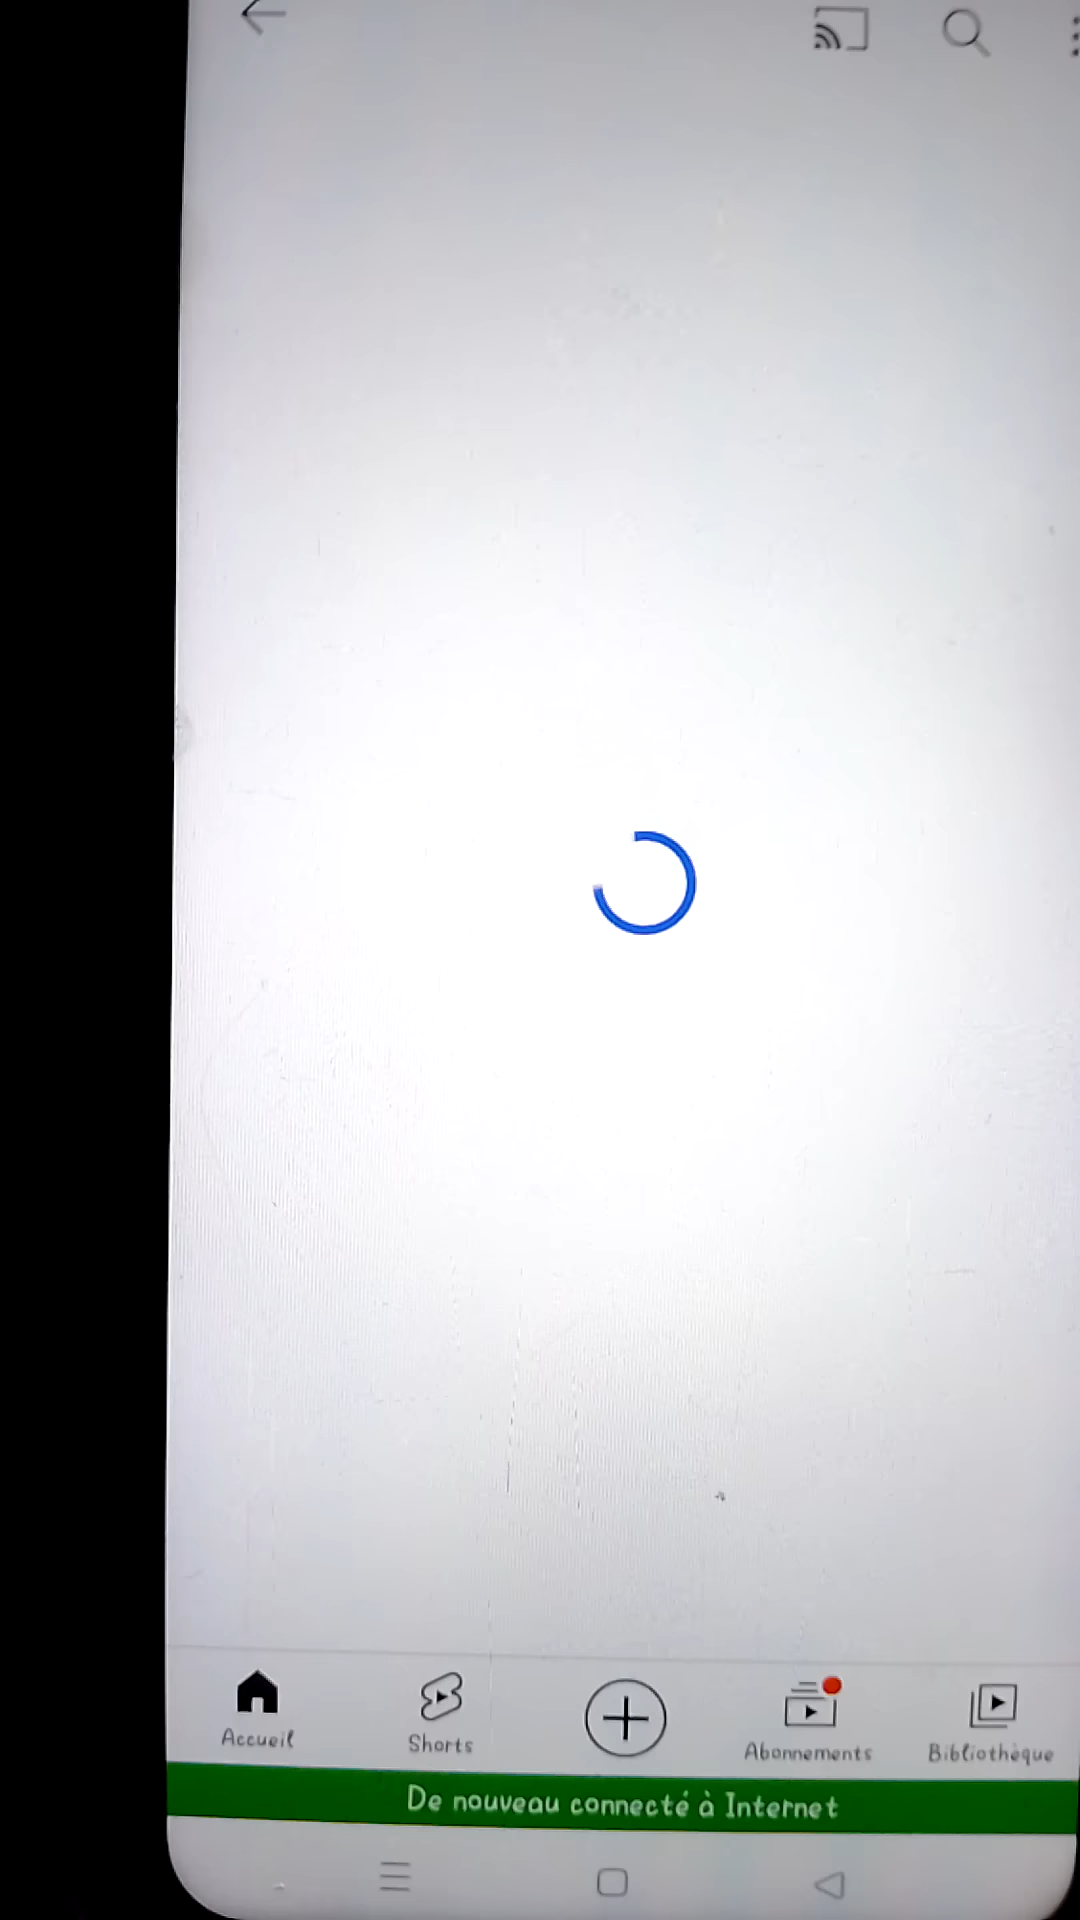 Accueil
Shorts
Abonnements
Bibliothèque
De nouveau connecté à Internet